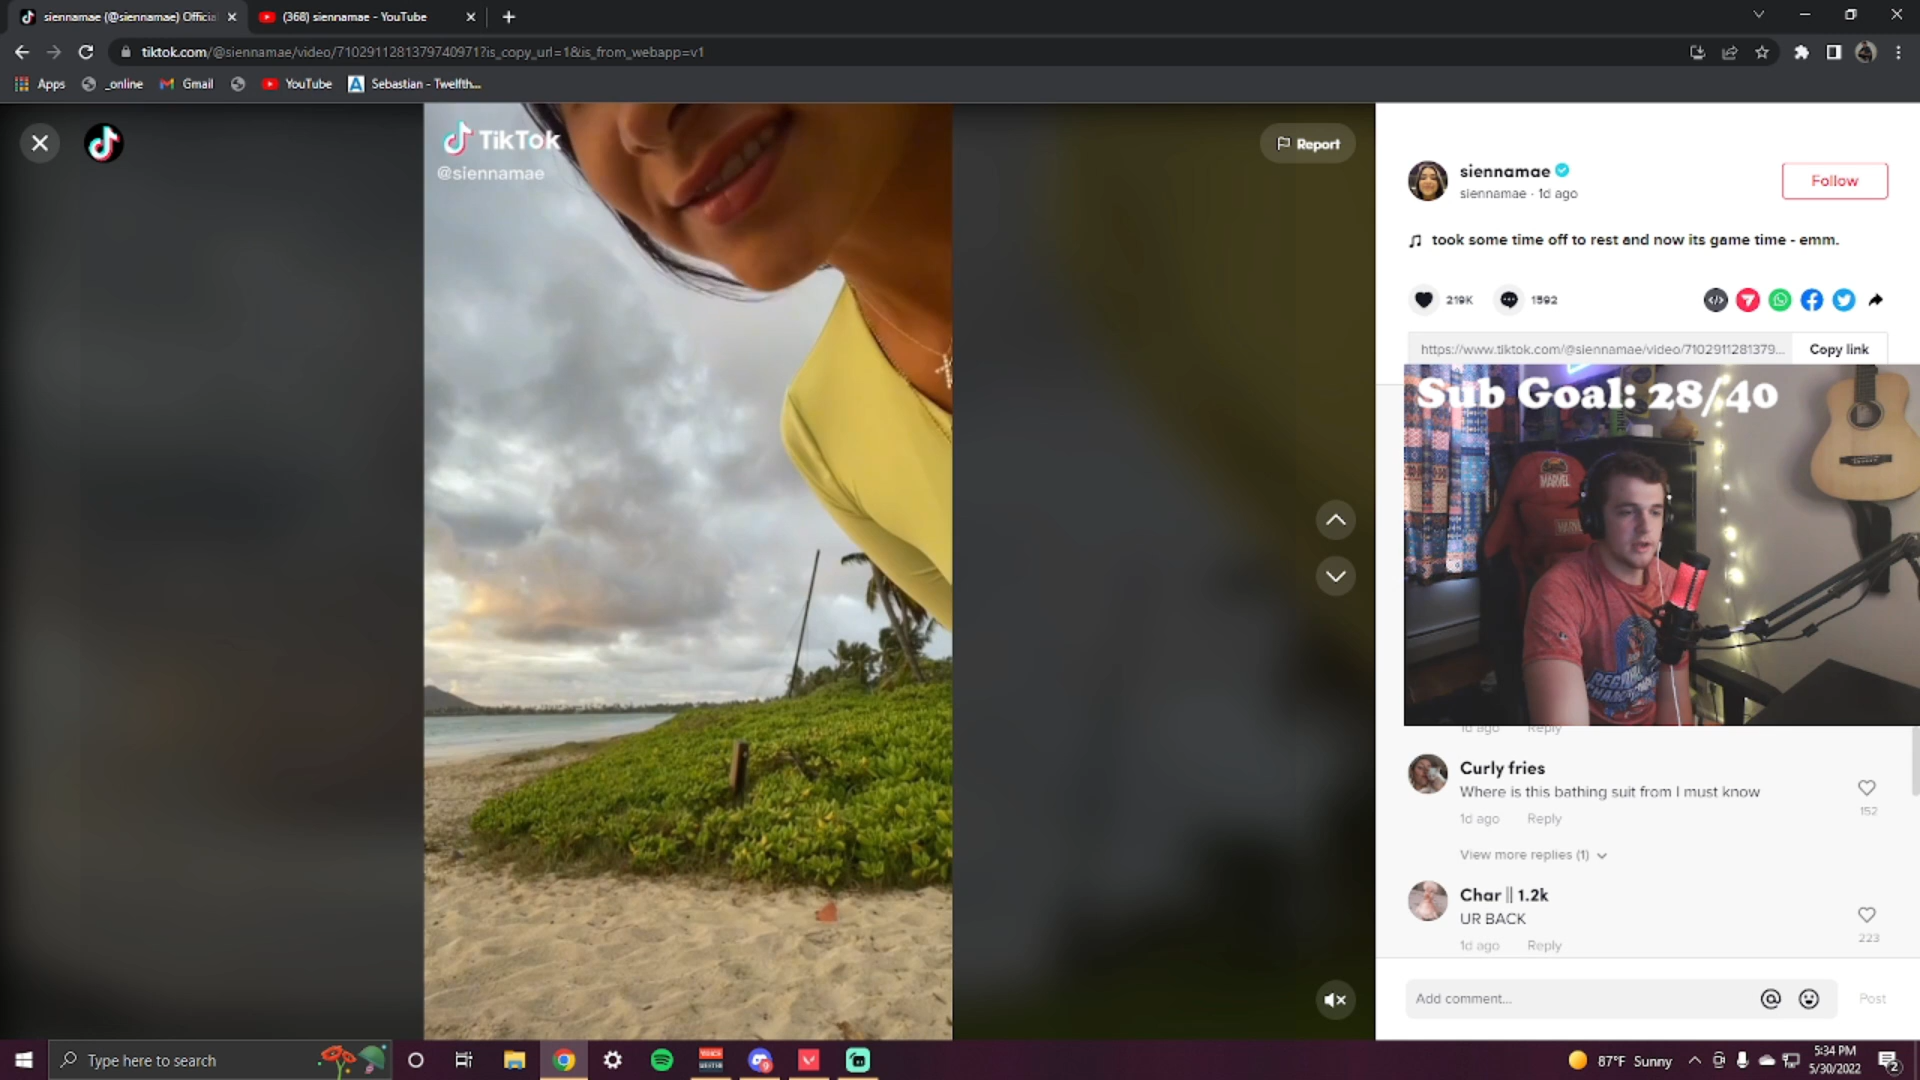 siennamae (@siennamae) Officia
(368) siennamae - YouTube
tiktok.com/@siennamae/video/7102911281379740971?is_copy_url=1&is_from_webapp=v1
Apps
_online
Gmail
YouTube
Sebastian - Twelfth...
TikTok
@siennamae
Report
siennamae
siennamae · 1d ago
Follow
took some time off to rest and now its game time - emm.
219K
1592
https://www.tiktok.com/@siennamae/video/7102911281379...
Copy link
Sub Goal: 28/40
MARVEL
1d ago Reply
Curly fries
Where is this bathing suit from I must know
152
1d ago Reply
View more replies (1)
Char || 1.2k
UR BACK
223
1d ago Reply
Add comment...
Post
Type here to search
87°F Sunny
5:34 PM
5/30/2022
2